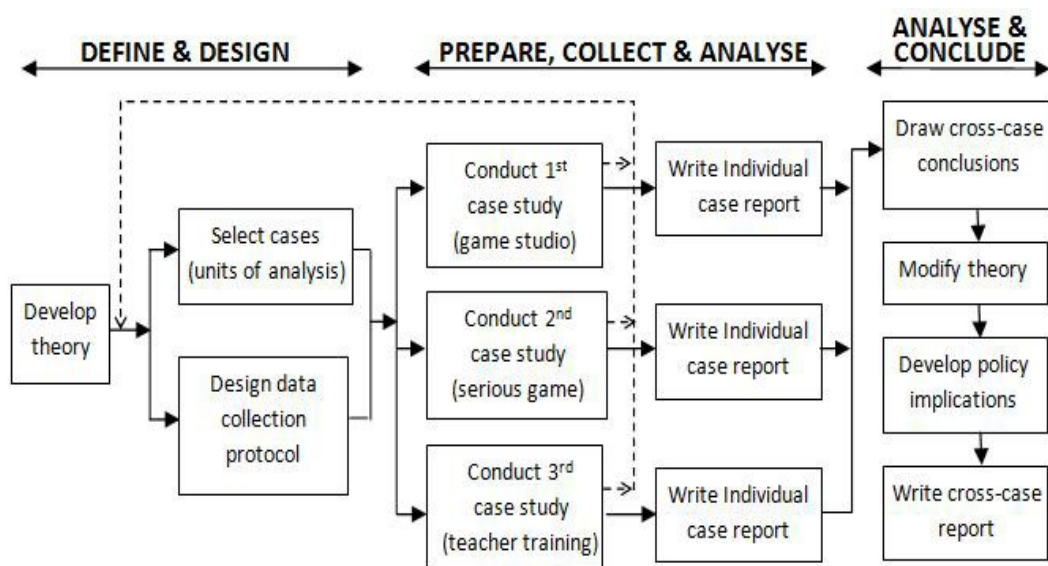 DEFINE & DESIGN
PREPARE, COLLECT & ANALYSE
ANALYSE &
CONCLUDE
Develop
theory
Select cases
(units of analysis)
Design data
collection
protocol
Conduct 1st
case study
(game studio)
Conduct 2nd
case study
(serious game)
Conduct 3rd
case study
(teacher training)
Write Individual
case report
Write Individual
case report
Write Individual
case report
Draw cross-case
conclusions
Modify theory
Develop policy
implications
Write cross-case
report